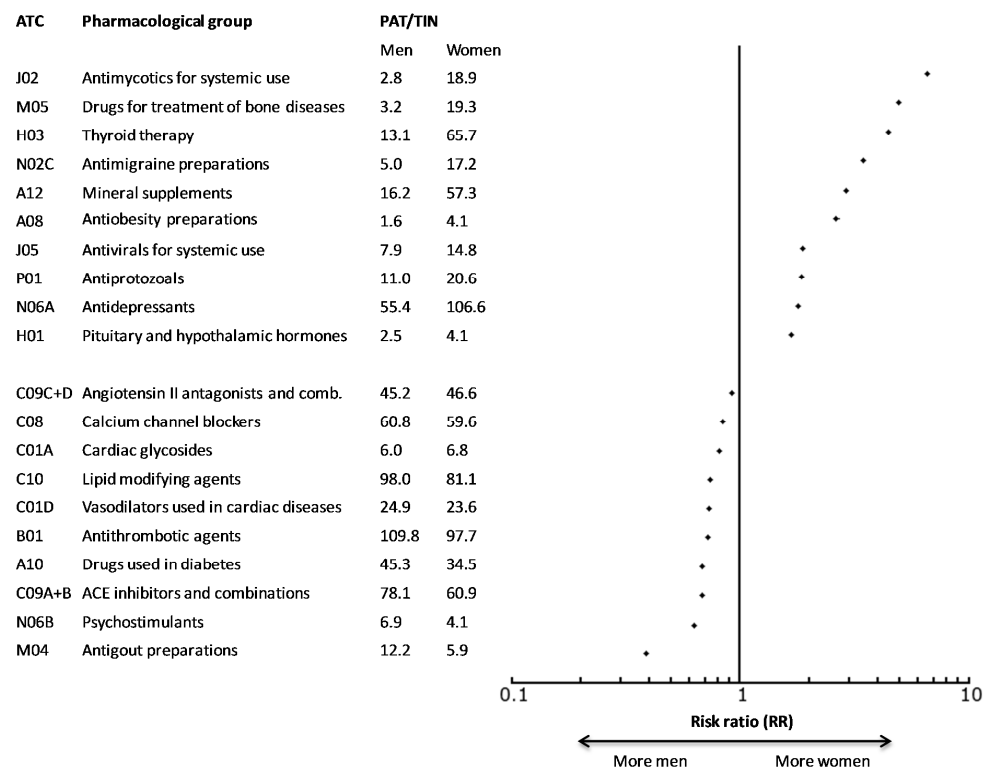 ATC Pharmacological group PAT/TIN
Men Women
J02 Antimycotics for systemic use 2.8 18.9
M05 Drugs for treatment of bone diseases 3.2 19.3
H03 Thyroid therapy 13.1 65.7
N02C Antimigraine preparations 5.0 17.2
A12 Mineral supplements 16.2 57.3
A08 Antiobesity preparations 1.6 4.1
J05 Antivirals for systemic use 7.9 14.8
P01 Antiprotozoals 11.0 20.6
N06A Antidepressants 55.4 106.6
H01 Pituitary and hypothalamic hormones 2.5 4.1
C09C+D Angiotensin II antagonists and comb. 45.2 46.6
C08 Calcium channel blockers 60.8 59.6
C01A Cardiac glycosides 6.0 6.8
C10 Lipid modifying agents 98.0 81.1
C01D Vasodilators used in cardiac diseases 24.9 23.6
B01 Antithrombotic agents 109.8 97.7
A10 Drugs used in diabetes 45.3 34.5
C09A+B ACE inhibitors and combinations 78.1 60.9
N06B Psychostimulants 6.9 4.1
M04 Antigout preparations 12.2 5.9
0.1 1 10
Risk ratio (RR)
More men More women